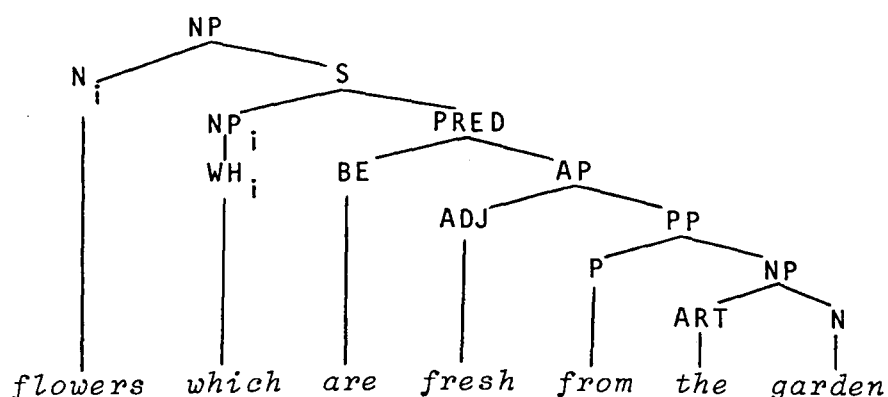 NP
N i S
NP i PRED
WH i BE AP
ADJ PP
P NP
ART N
flowers which are fresh from the garden